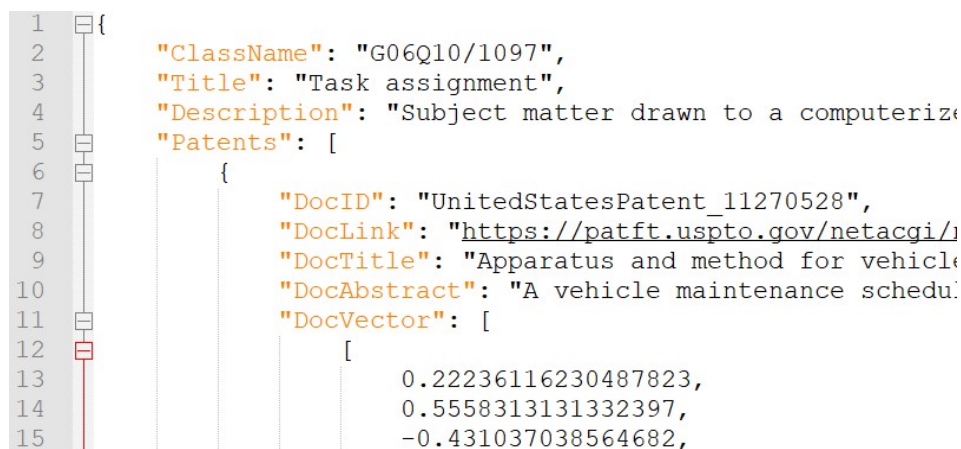 1 {
2 "ClassName": "G06Q10/1097",
3 "Title": "Task assignment",
4 "Description": "Subject matter drawn to a computerize
5 "Patents": [
6 {
7 "DocID": "UnitedStatesPatent_11270528",
8 "DocLink": "https://patft.uspto.gov/netacgi/
9 "DocTitle": "Apparatus and method for vehicle
10 "DocAbstract": "A vehicle maintenance schedul
11 "DocVector": [
12 [
13 0.22236116230487823,
14 0.5558313131332397,
15 -0.431037038564682,